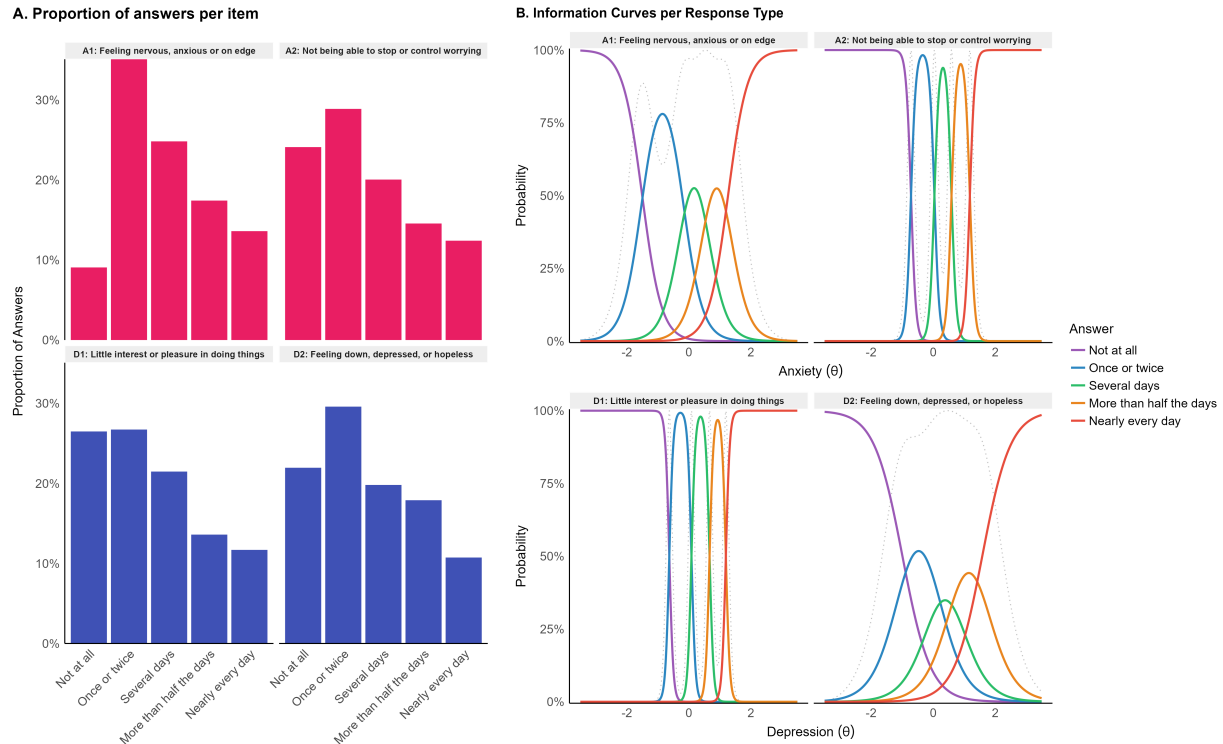 A. Proportion of answers per item
A1: Feeling nervous, anxious or on edge
A2: Not being able to stop or control worrying
30%
20%
10%
0%
D1: Little interest or pleasure in doing things
D2: Feeling down, depressed, or hopeless
30%
20%
10%
0%
Proportion of Answers
Not at all
Once or twice
Several days
More than half the days
Nearly every day
Not at all
Once or twice
Several days
More than half the days
Nearly every day
B. Information Curves per Response Type
A1: Feeling nervous, anxious or on edge
A2: Not being able to stop or control worrying
100%
75%
50%
25%
0%
Probability
-2 0 2
-2 0 2
Anxiety (θ)
D1: Little interest or pleasure in doing things
D2: Feeling down, depressed, or hopeless
100%
75%
50%
25%
0%
Probability
-2 0 2
-2 0 2
Depression (θ)
Answer
Not at all
Once or twice
Several days
More than half the days
Nearly every day